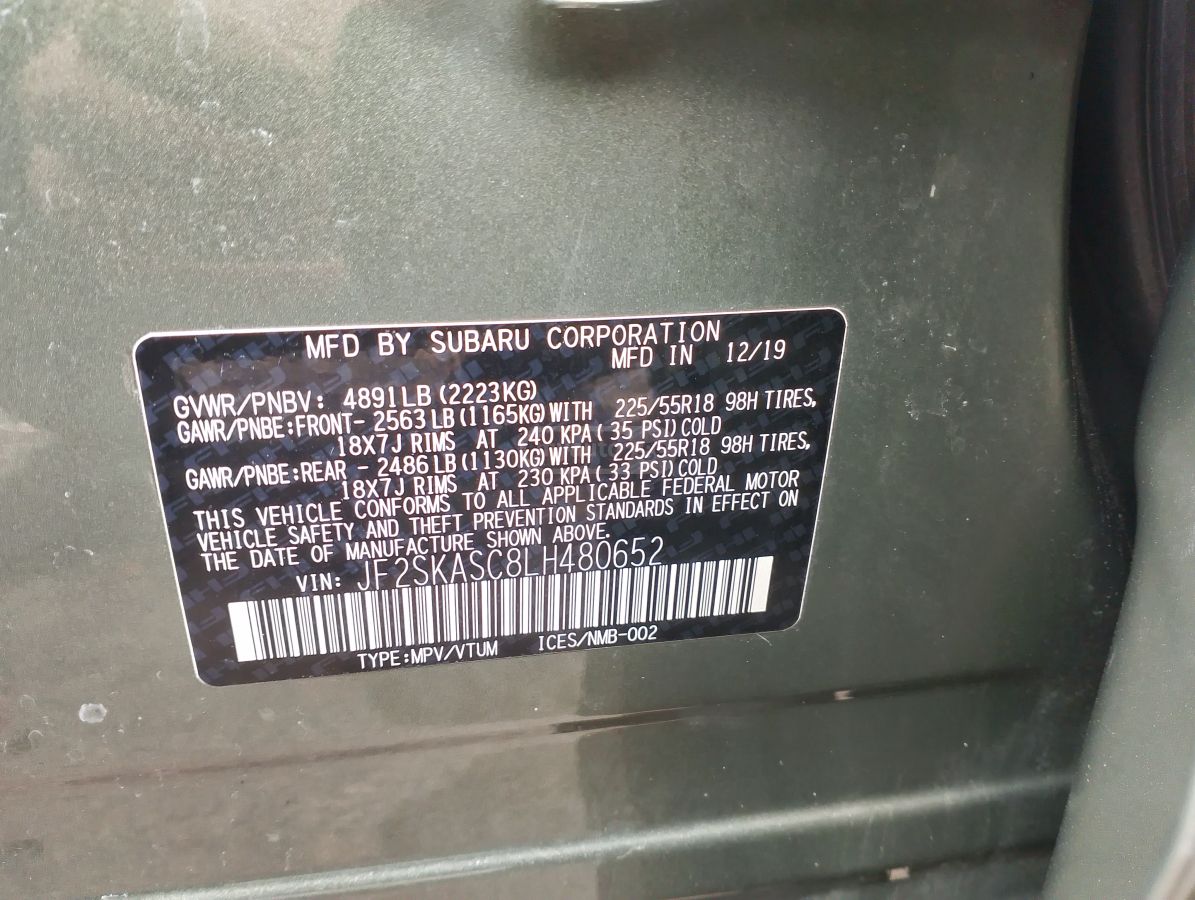 MFD BY SUBARU CORPORATION
MFD IN 12/19
GVWR/PNBV: 4891LB (2223KG)
GAWR/PNBE:FRONT- 2563LB (1165KG) WITH 225/55R18 98H TIRES,
18X7J RIMS AT 240 KPA( 35 PSI) COLD
GAWR/PNBE:REAR - 2486LB (1130KG) WITH 225/55R18 98H TIRES,
18X7J RIMS AT 230 KPA( 33 PSI) COLD
THIS VEHICLE CONFORMS TO ALL APPLICABLE FEDERAL MOTOR
VEHICLE SAFETY AND THEFT PREVENTION STANDARDS IN EFFECT ON
THE DATE OF MANUFACTURE SHOWN ABOVE.
VIN: JF2SKASC8LH480652
TYPE:MPV/VTUM ICES/NMB-002